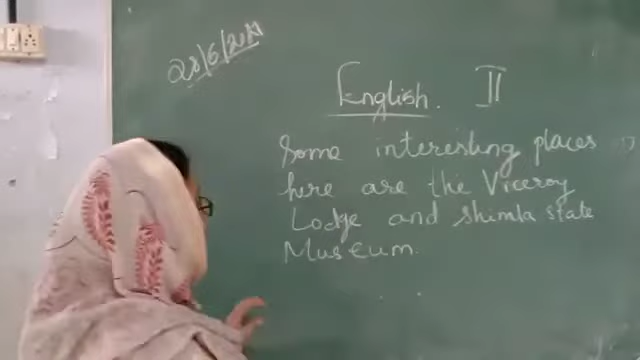 English. II
Some interesting places
here are the Viceroy
Lodge and Shimla state
Museum.